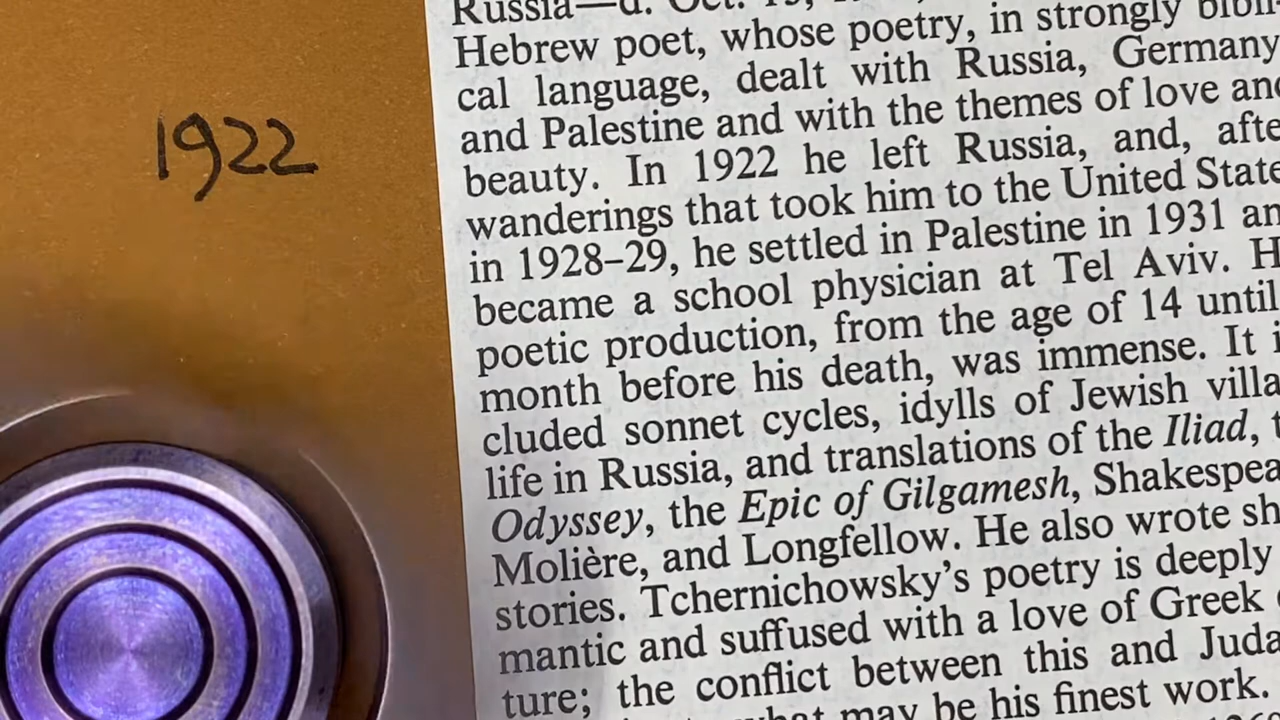 1922
Russia—d. Oct.
Hebrew poet, whose poetry, in strongly bibli-
cal language, dealt with Russia, Germany
and Palestine and with the themes of love and
beauty. In 1922 he left Russia, and, afte
wanderings that took him to the United State
in 1928–29, he settled in Palestine in 1931 an
became a school physician at Tel Aviv. H
poetic production, from the age of 14 until
month before his death, was immense. It i
cluded sonnet cycles, idylls of Jewish villa
life in Russia, and translations of the Iliad, t
Odyssey, the Epic of Gilgamesh, Shakespea
Molière, and Longfellow. He also wrote sh
stories. Tchernichowsky's poetry is deeply
mantic and suffused with a love of Greek
ture; the conflict between this and Juda
what may be his finest work.